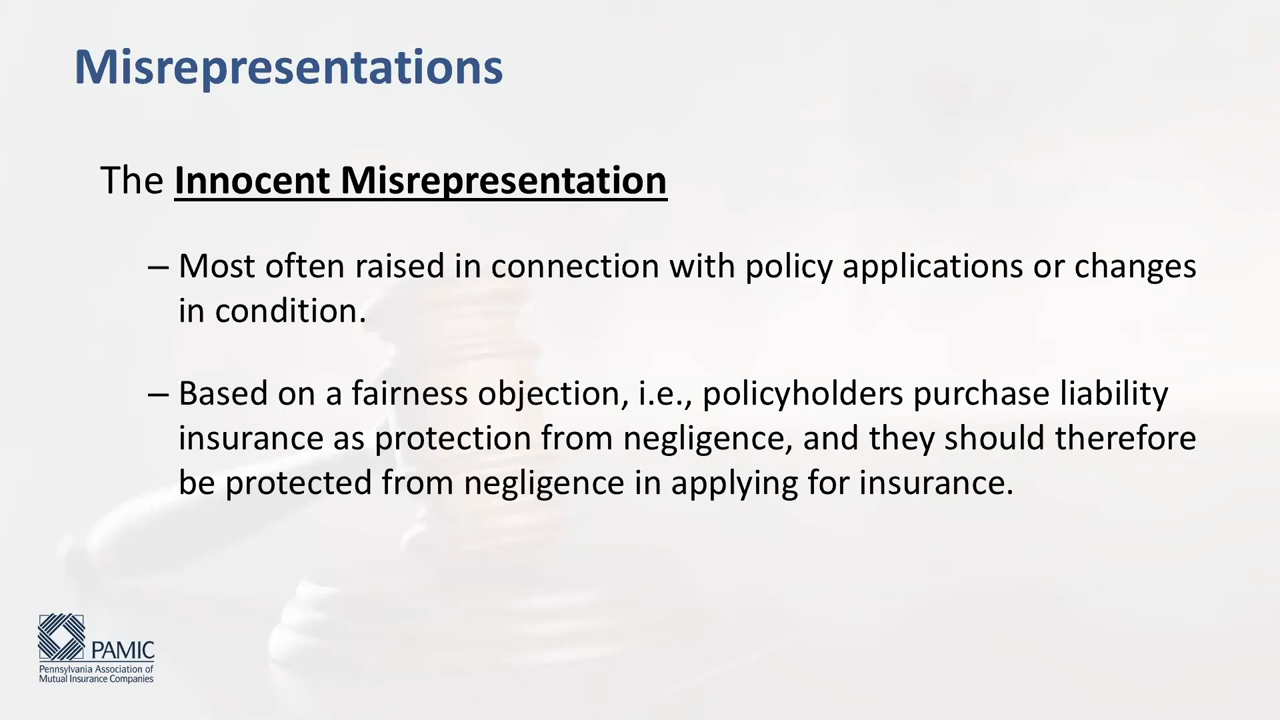 Misrepresentations
The Innocent Misrepresentation
– Most often raised in connection with policy applications or changes
in condition.
– Based on a fairness objection, i.e., policyholders purchase liability
insurance as protection from negligence, and they should therefore
be protected from negligence in applying for insurance.
PAMIC
Pennsylvania Association of
Mutual Insurance Companies